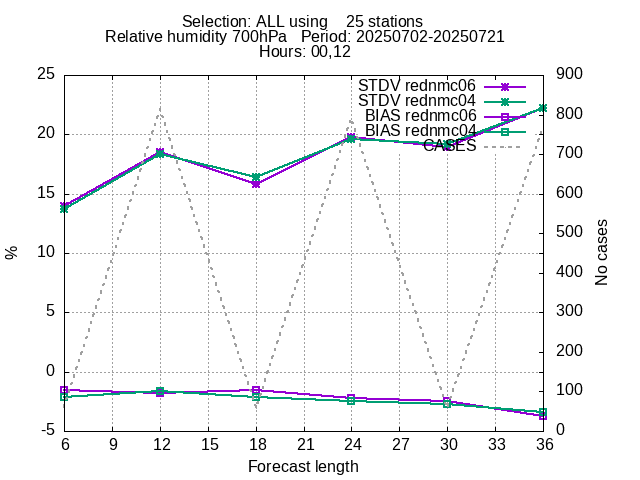 Selection: ALL using    25 stations
Relative humidity 700hPa   Period: 20250702-20250721
Hours: 00,12
STDV rednmc06
STDV rednmc04
BIAS rednmc06
BIAS rednmc04
CASES
25
20
15
10
5
0
-5
%
900
800
700
600
500
400
300
200
100
0
No cases
6 9 12 15 18 21 24 27 30 33 36
Forecast length